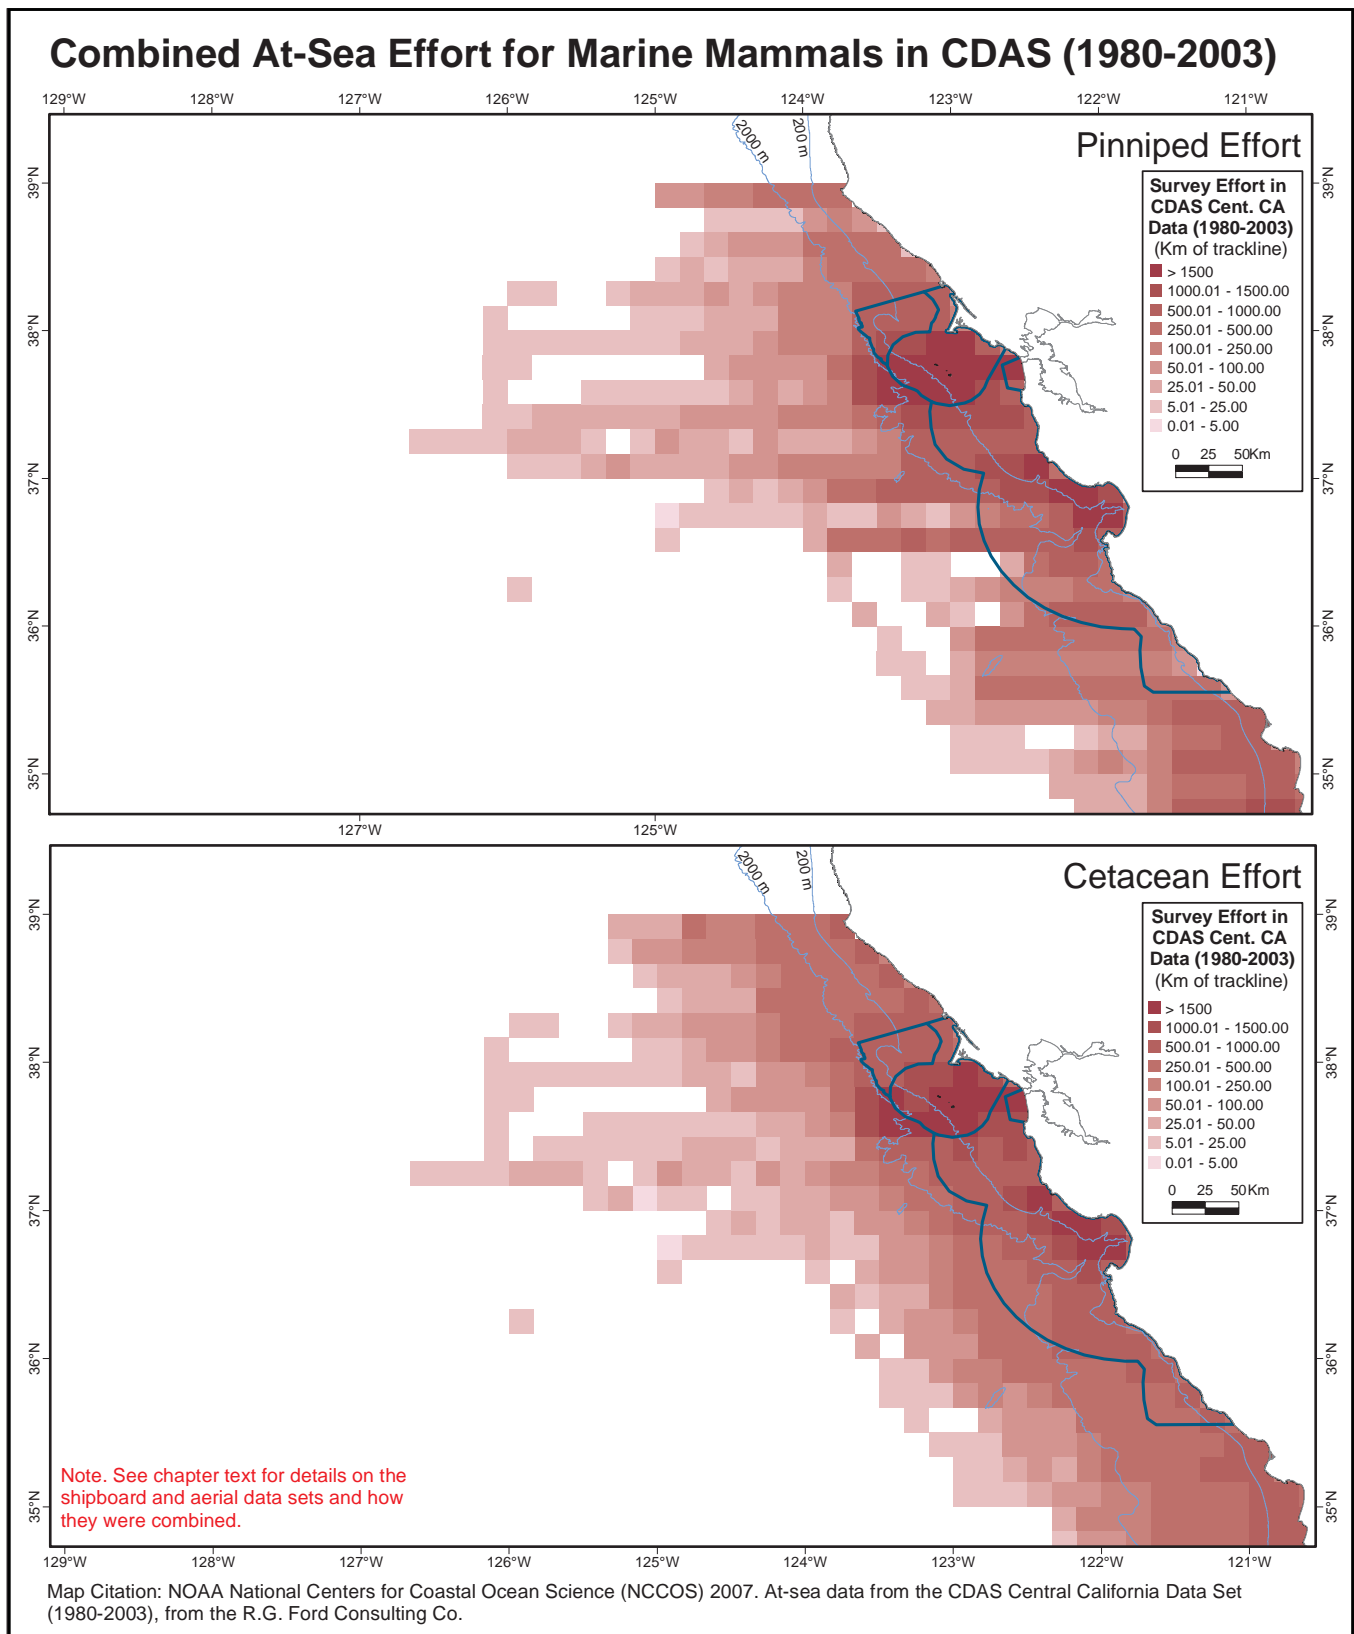 Combined At-Sea Effort for Marine Mammals in CDAS (1980-2003)
129°W 128°W 127°W 126°W 125°W 124°W 123°W 122°W 121°W
2000 m
200 m
Pinniped Effort
39°N
39°N
Survey Effort in
CDAS Cent. CA
Data (1980-2003)
(Km of trackline)
> 1500
1000.01 - 1500.00
500.01 - 1000.00
250.01 - 500.00
100.01 - 250.00
50.01 - 100.00
25.01 - 50.00
5.01 - 25.00
0.01 - 5.00
0 25 50Km
38°N
38°N
37°N
37°N
36°N
36°N
35°N
35°N
127°W 125°W
2000 m
200 m
Cetacean Effort
39°N
39°N
Survey Effort in
CDAS Cent. CA
Data (1980-2003)
(Km of trackline)
> 1500
1000.01 - 1500.00
500.01 - 1000.00
250.01 - 500.00
100.01 - 250.00
50.01 - 100.00
25.01 - 50.00
5.01 - 25.00
0.01 - 5.00
0 25 50Km
38°N
38°N
37°N
37°N
36°N
36°N
35°N
35°N
Note. See chapter text for details on the
shipboard and aerial data sets and how
they were combined.
129°W 128°W 127°W 126°W 125°W 124°W 123°W 122°W 121°W
Map Citation: NOAA National Centers for Coastal Ocean Science (NCCOS) 2007. At-sea data from the CDAS Central California Data Set
(1980-2003), from the R.G. Ford Consulting Co.